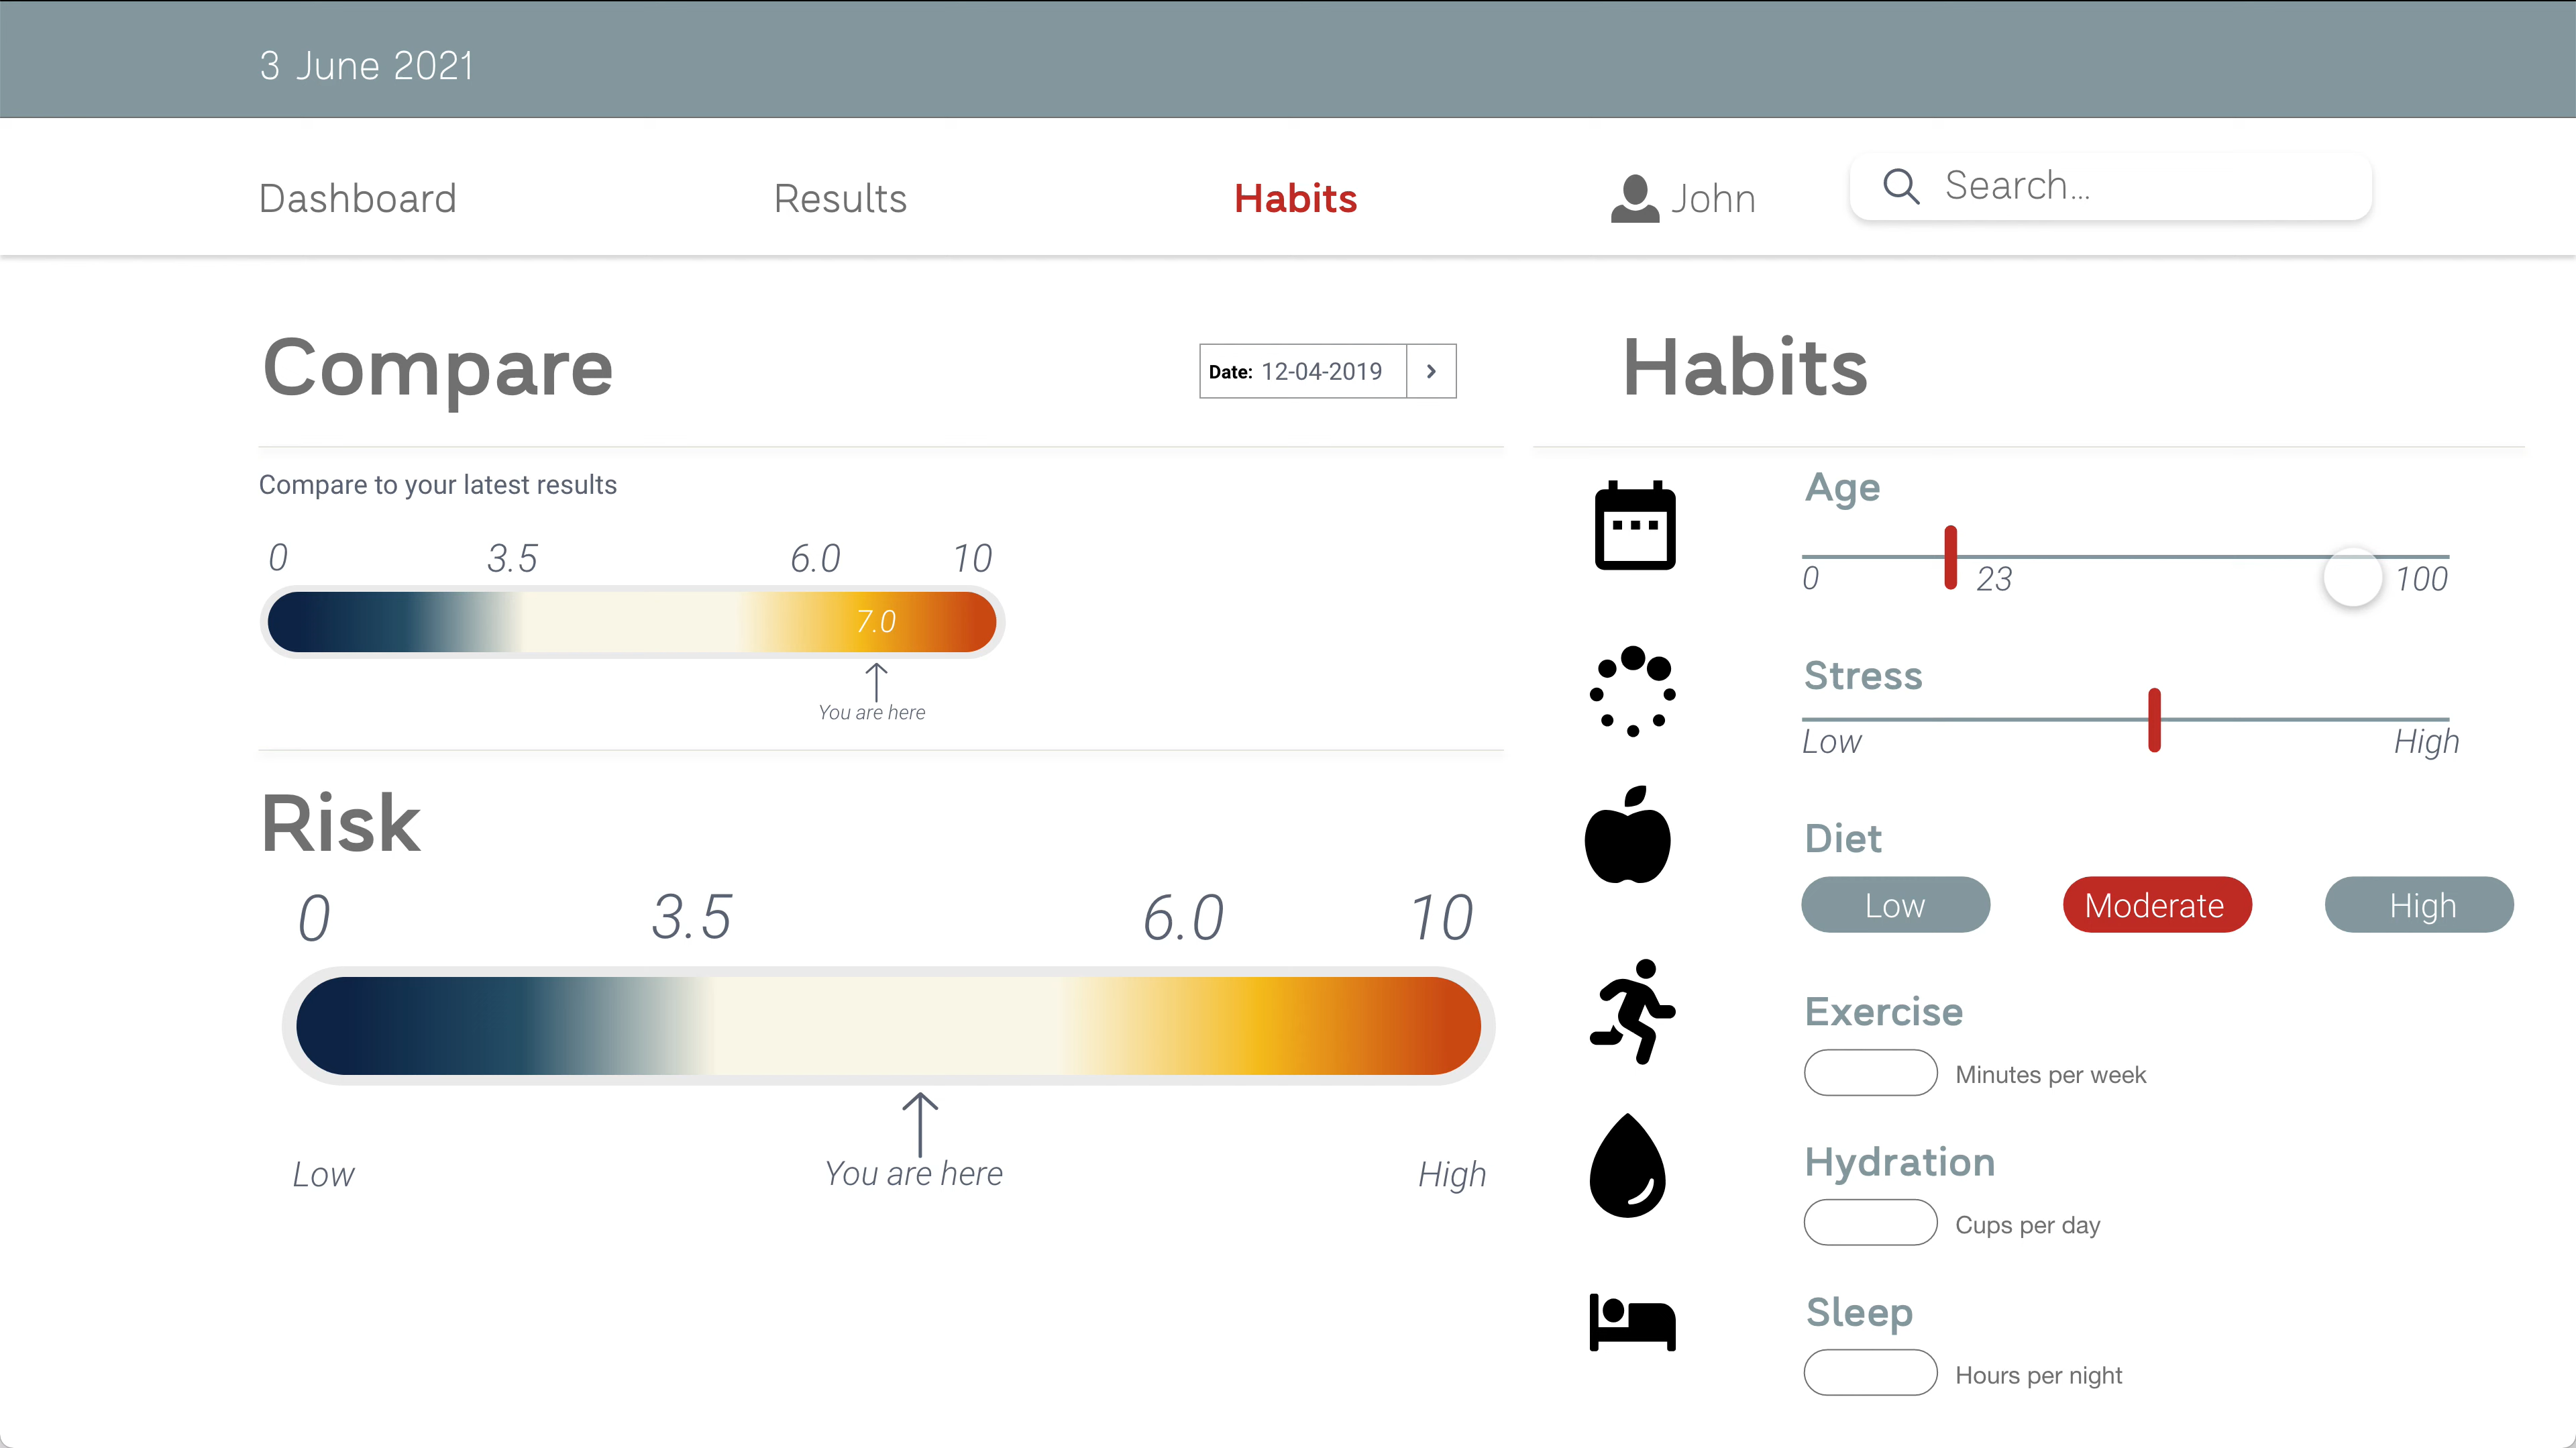 3 June 2021
Dashboard
Results
Habits
John
Search...
Compare
Date: 12-04-2019
Compare to your latest results
0 3.5 6.0 10
7.0
You are here
Risk
0 3.5 6.0 10
Low
You are here
High
Habits
Age
0 23 100
Stress
Low High
Diet
Low Moderate High
Exercise
Minutes per week
Hydration
Cups per day
Sleep
Hours per night